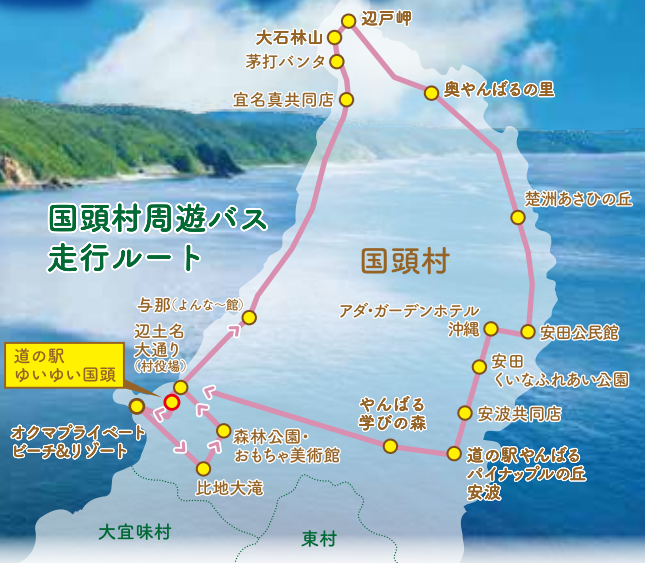 辺戸岬
大石林山
茅打バンタ
宜名真共同店
奥やんばるの里
楚洲あさひの丘
国頭村周遊バス
走行ルート
国頭村
与那(よんな〜館)
アダ・ガーデンホテル
沖縄
安田公民館
辺土名
大通り
(村役場)
道の駅
ゆいゆい国頭
安田
くいなふれあい公園
やんばる
学びの森
安波共同店
オクマプライベート
ビーチ&リゾート
森林公園・
おもちゃ美術館
道の駅やんばる
パイナップルの丘
安波
比地大滝
大宜味村
東村